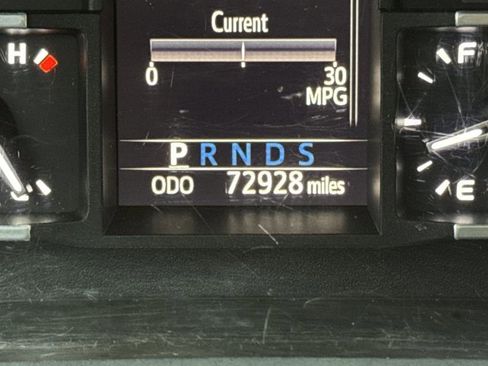 Current
H
F
0
30
MPG
P R N D S
ODO 72928 miles
C
E